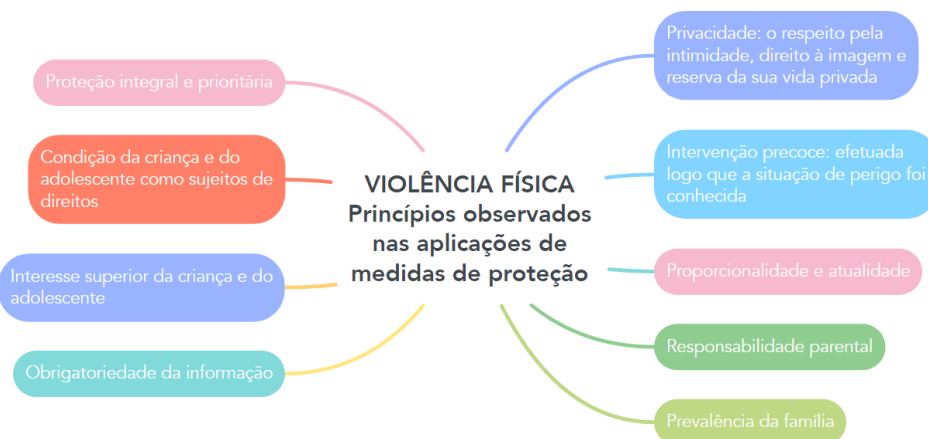 VIOLÊNCIA FÍSICA
Princípios observados
nas aplicações de
medidas de proteção
Proteção integral e prioritária
Condição da criança e do
adolescente como sujeitos de
direitos
Interesse superior da criança e do
adolescente
Obrigatoriedade da informação
Privacidade: o respeito pela
intimidade, direito à imagem e
reserva da sua vida privada
Intervenção precoce: efetuada
logo que a situação de perigo foi
conhecida
Proporcionalidade e atualidade
Responsabilidade parental
Prevalência da família